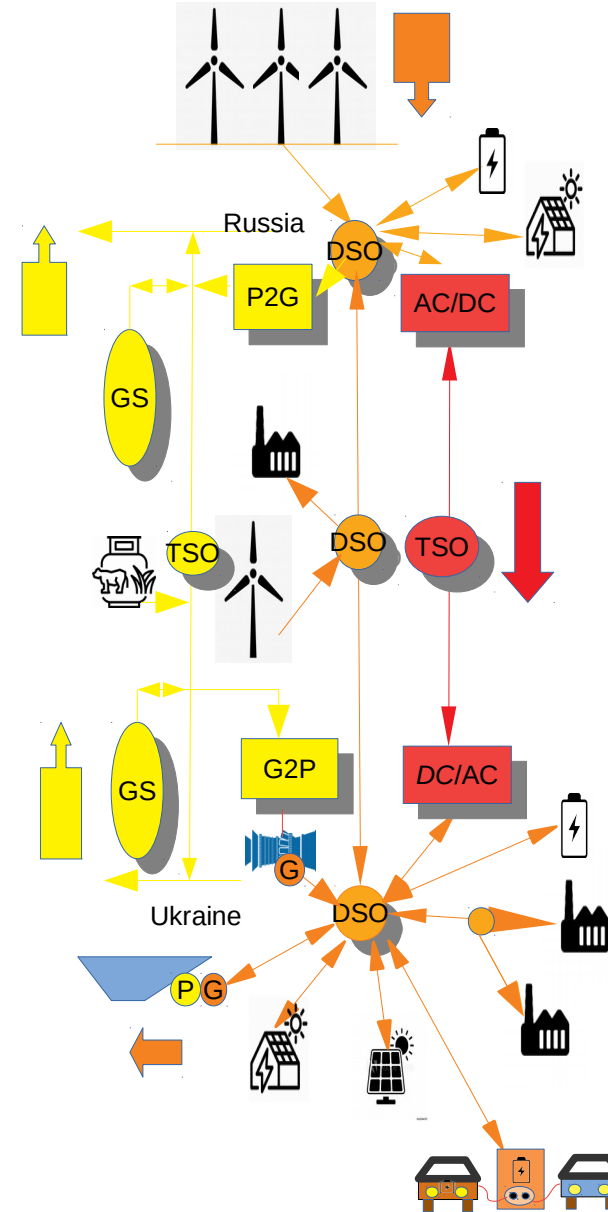 Russia
DSO
P2G
AC/DC
GS
TSO
DSO
TSO
G2P
DC/AC
GS
G
Ukraine
DSO
P
G